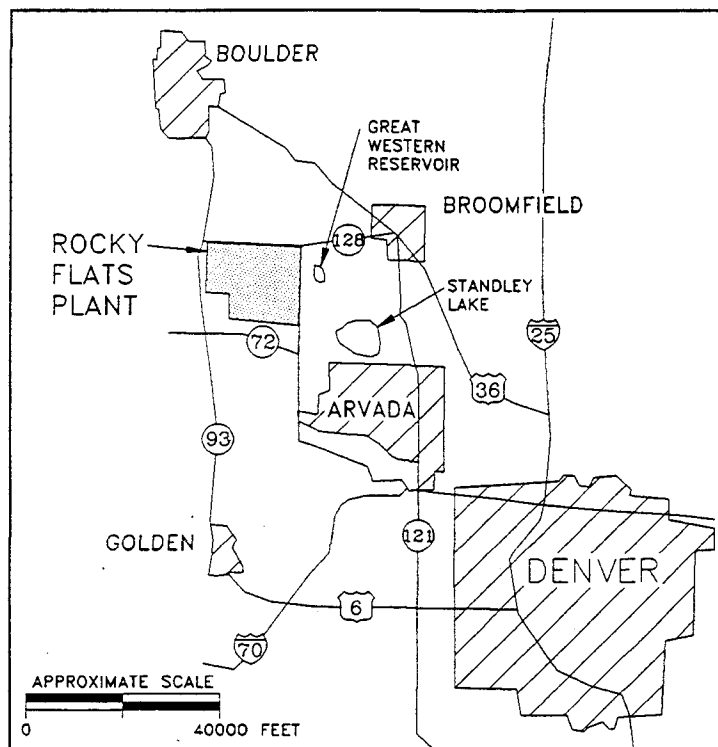 BOULDER
GREAT
WESTERN
RESERVOIR
BROOMFIELD
128
ROCKY
FLATS
PLANT
STANDLEY
LAKE
72
25
36
ARVADA
93
GOLDEN
121
DENVER
6
70
APPROXIMATE SCALE
0 40000 FEET